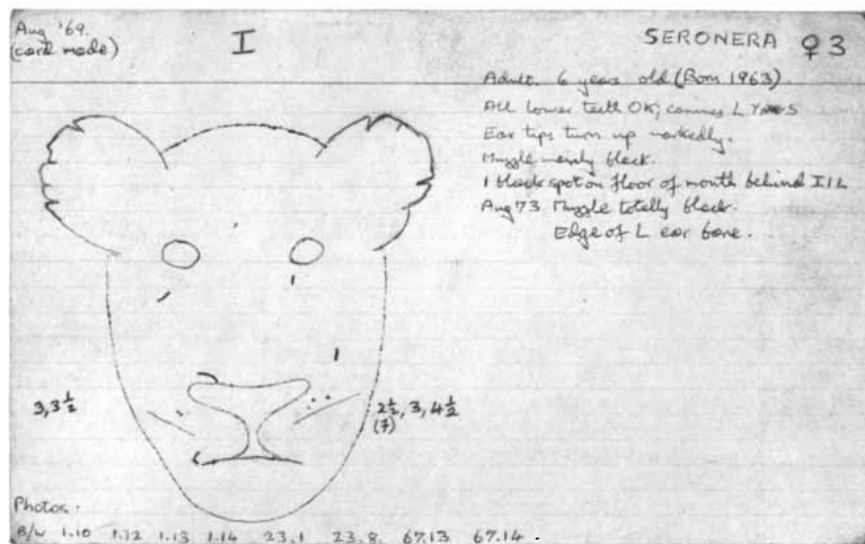 Aug '69.
(card made)
I
SERONERA ♀ 3
Adult. 6 years old (Born 1963).
All lower teeth OK; canines L
Ear tips turn up markedly.
Muzzle mainly black.
1 black spot on floor of mouth behind I1L
Aug 73 Muzzle totally black.
Edge of L ear bare.
3, 3½
2½, 3, 4½
(7)
Photos:
B/W 1.10 1.12 1.13 1.14 23.1 23.8. 67.13 67.14